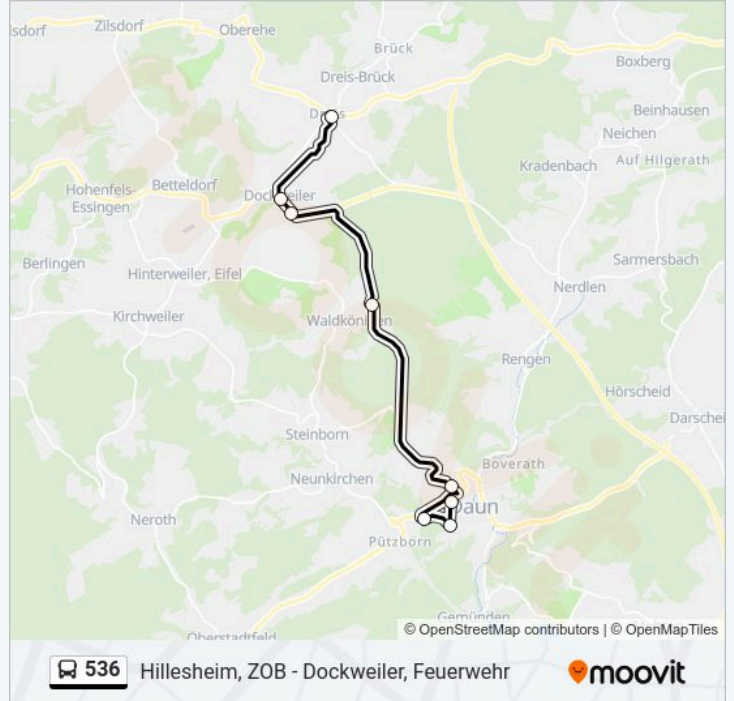 lsdorf
Zilsdorf
Oberehe
Brück
Boxberg
Dreis-Brück
Beinhausen
Neichen
Kradenbach
Auf Hilgerath
Betteldorf
Hohenfels-
Essingen
Berlingen
Sarmersbach
Hinterweiler, Eifel
Nerdlen
Kirchweiler
Rengen
Hörscheid
Darschei
Steinborn
Boverath
Neunkirchen
Neroth
Pützborn
Gemünden
Oberstadtfeld
© OpenStreetMap contributors | © OpenMapTiles
536 Hillesheim, ZOB - Dockweiler, Feuerwehr
moovit